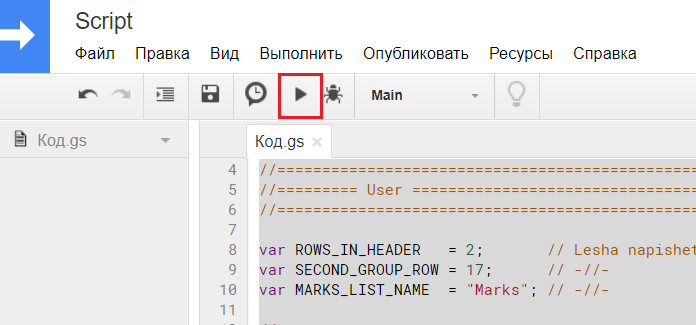 Script
Файл Правка Вид Выполнить Опубликовать Ресурсы Справка
Main
Код.gs
Код.gs ×
4 //================================================
5 //========= User ================================
6 //================================================
7
8 var ROWS_IN_HEADER   = 2;       // Lesha napishet
9 var SECOND_GROUP_ROW = 17;      // -//-
10 var MARKS_LIST_NAME  = "Marks"; // -//-
11